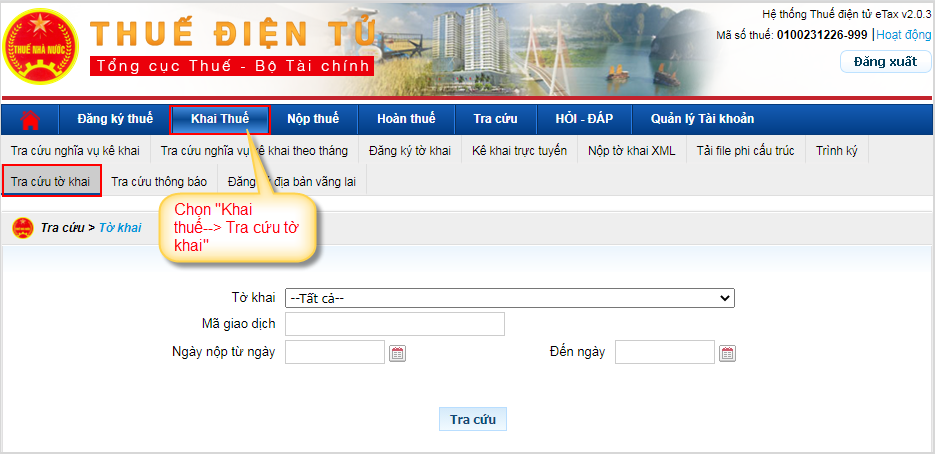 Hệ thống Thuế điện tử eTax v2.0.3
THUẾ ĐIỆN TỬ
Mã số thuế: 0100231226-999 | Hoạt động
THUẾ NHÀ NƯỚC
Tổng cục Thuế - Bộ Tài chính
Đăng xuất
Đăng ký thuế Khai Thuế Nộp thuế Hoàn thuế Tra cứu HỎI - ĐÁP Quản lý Tài khoản
Tra cứu nghĩa vụ kê khai Tra cứu nghĩa vụ kê khai theo tháng Đăng ký tờ khai Kê khai trực tuyến Nộp tờ khai XML Tải file phi cấu trúc Trình ký
Tra cứu tờ khai Tra cứu thông báo Đăng ký địa bàn vãng lai
Chọn "Khai
thuế--> Tra cứu tờ
khai"
Tra cứu > Tờ khai
Tờ khai --Tất cả--
Mã giao dịch
Ngày nộp từ ngày Đến ngày
Tra cứu